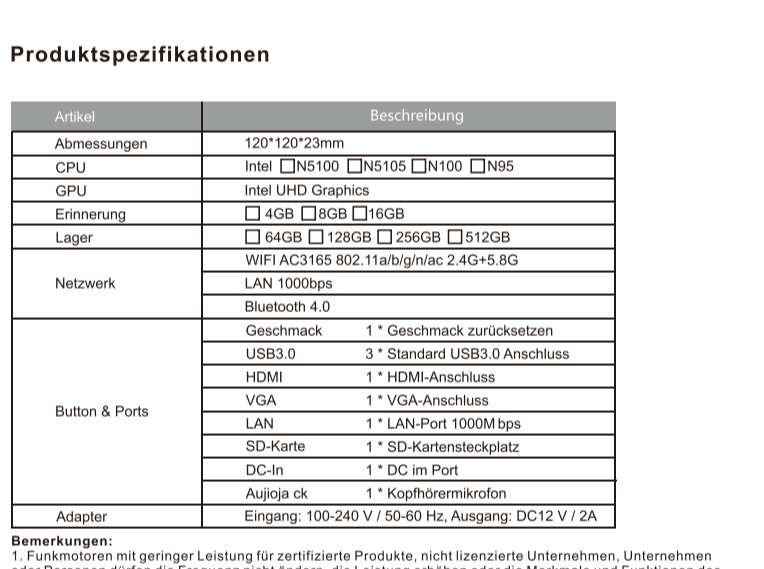 Produktspezifikationen
Artikel Beschreibung
Abmessungen 120*120*23mm
CPU Intel ☐N5100 ☐N5105 ☐N100 ☐N95
GPU Intel UHD Graphics
Erinnerung ☐ 4GB ☐8GB ☐16GB
Lager ☐ 64GB ☐ 128GB ☐ 256GB ☐512GB
WIFI AC3165 802.11a/b/g/n/ac 2.4G+5.8G
Netzwerk LAN 1000bps
Bluetooth 4.0
Geschmack 1 * Geschmack zurücksetzen
USB3.0 3 * Standard USB3.0 Anschluss
HDMI 1 * HDMI-Anschluss
VGA 1 * VGA-Anschluss
Button & Ports
LAN 1 * LAN-Port 1000Mbps
SD-Karte 1 * SD-Kartensteckplatz
DC-In 1 * DC im Port
Aujioja ck 1 * Kopfhörermikrofon
Adapter Eingang: 100-240 V / 50-60 Hz, Ausgang: DC12 V / 2A
Bemerkungen:
1. Funkmotoren mit geringer Leistung für zertifizierte Produkte, nicht lizenzierte Unternehmen, Unternehmen